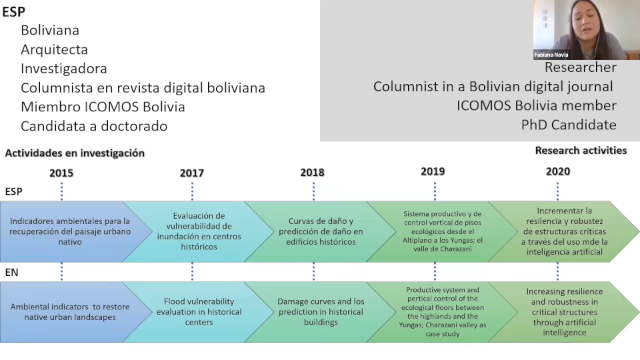 ESP
Boliviana
Arquitecta
Investigadora
Columnista en revista digital boliviana
Miembro ICOMOS Bolivia
Candidata a doctorado
Fabiana Navia
Researcher
Columnist in a Bolivian digital journal
ICOMOS Bolivia member
PhD Candidate
Actividades en investigación
Research activities
2015
2017
2018
2019
2020
ESP
Indicadores ambientales para la
recuperación del paisaje urbano
nativo
Evaluación de
vulnerabilidad de
inundación en centros
históricos
Curvas de daño y
predicción de daño en
edificios históricos
Sistema productivo y de
control vertical de pisos
ecológicos desde el
Altiplano a los Yungas; el
valle de Charazani
Incrementar la
resiliencia y robustez
de estructuras críticas
a través del uso mde la
inteligencia artificial
EN
Ambiental indicators to restore
native urban landscapes
Flood vulnerability
evaluation in historical
centers
Damage curves and los
prediction in historical
buildings
Productive system and
pertical control of the
ecological floors between
the highlands and the
Yungas; Charazani valley as
case study
Increasing resilience
and robustness in
critical structures
through artificial
intelligence